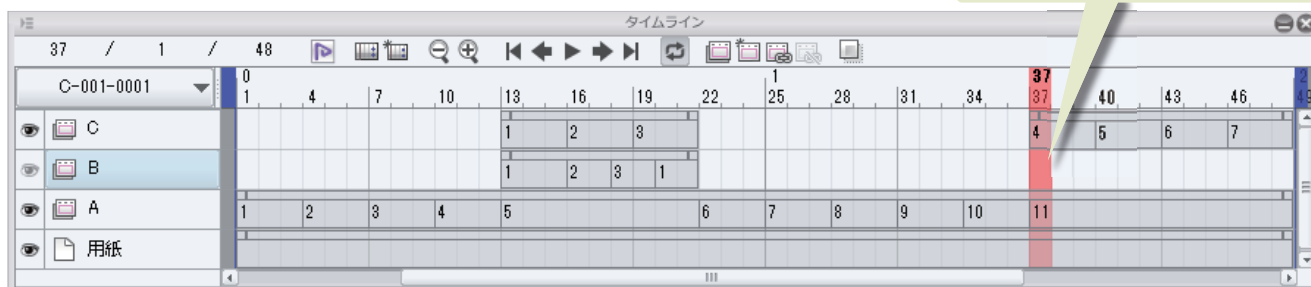 タイムライン
37 / 1 / 48
C-001-0001
0 1 37 2
1 4 7 10 13 16 19 22 25 28 31 34 37 40 43 46 49
C 1 2 3 4 5 6 7
B 1 2 3 1
A 1 2 3 4 5 6 7 8 9 10 11
用紙